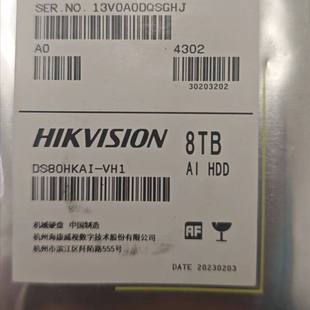 SER.NO. 13V0A0DQSGHJ
A0 4302
30203202
HIKVISION 8TB
DS80HKAI-VH1 AI HDD
机械硬盘 中国制造
杭州海康威视数字技术股份有限公司
杭州市滨江区阡陌路555号
AF
DATE 20230203